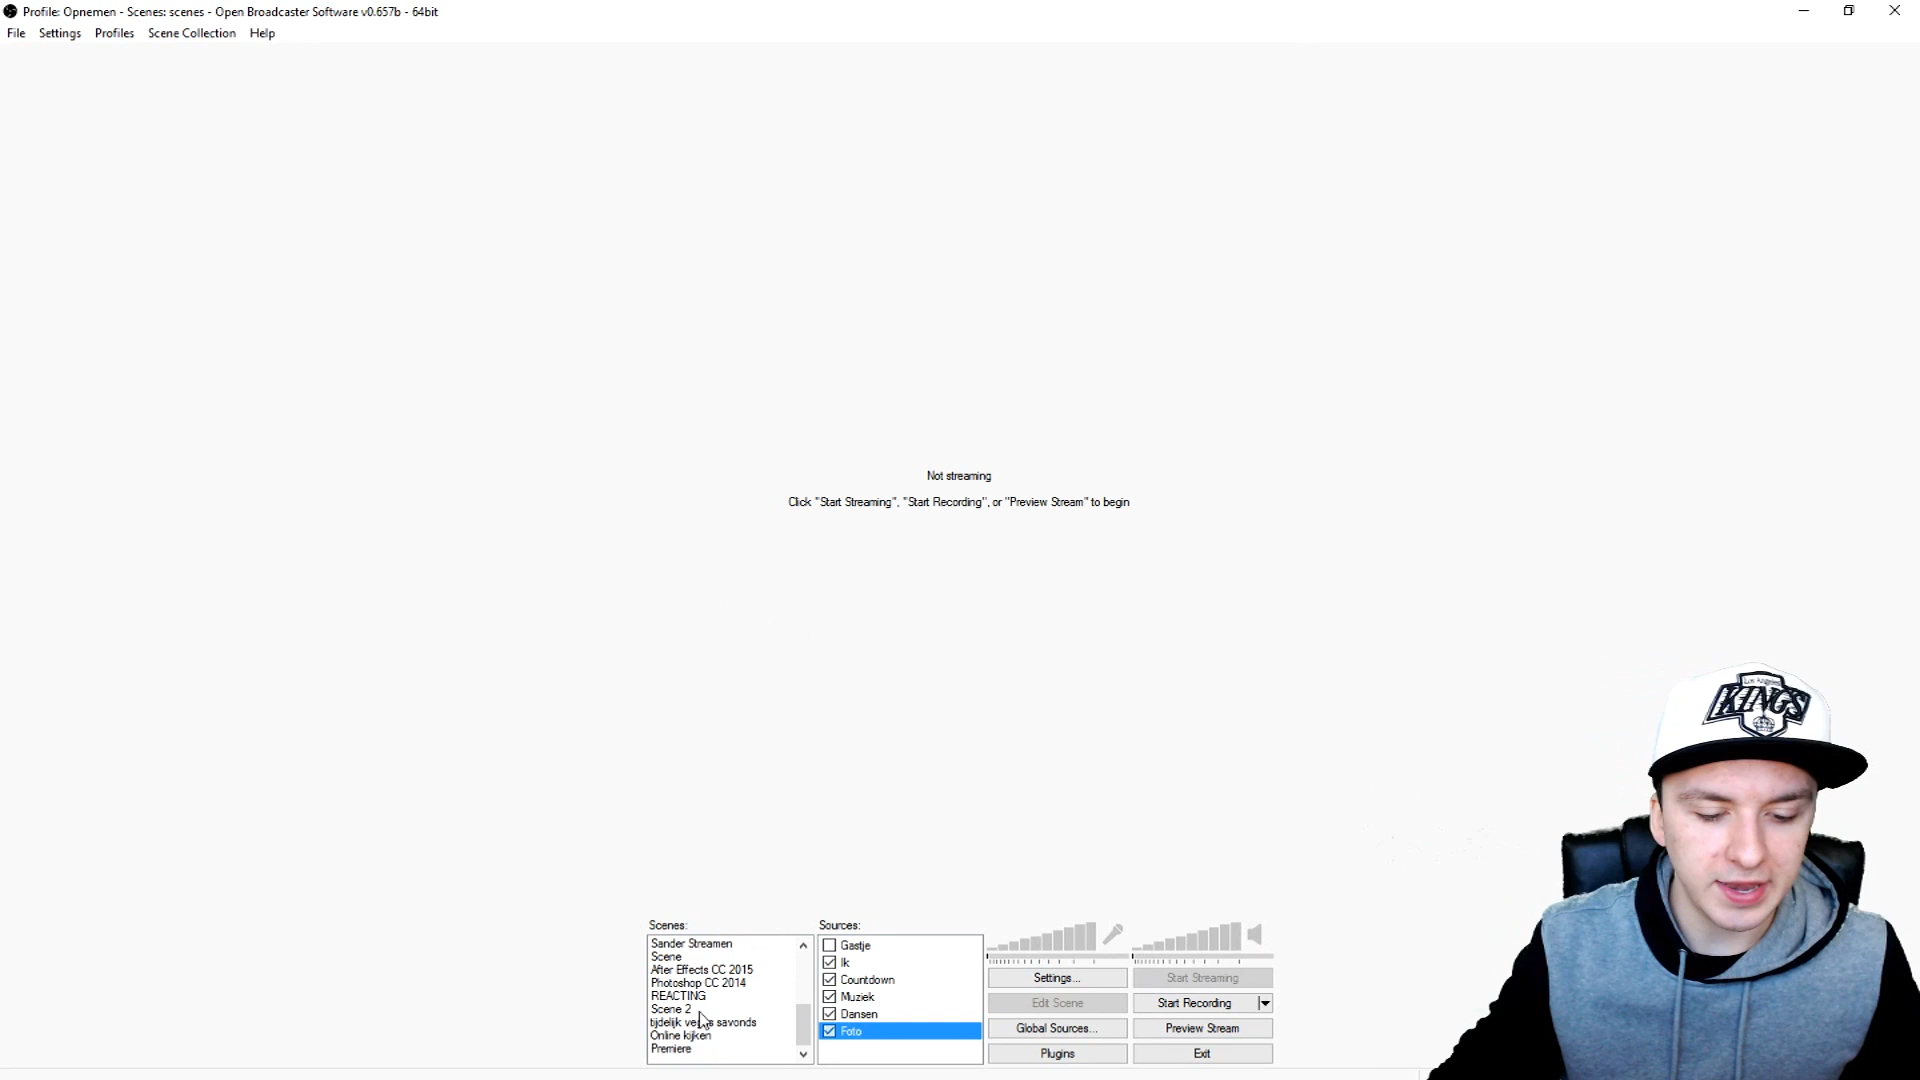 Profile: Opnemen - Scenes: scenes - Open Broadcaster Software v0.657b - 64bit
File Settings Profiles Scene Collection Help
Not streaming
Click "Start Streaming", "Start Recording", or "Preview Stream" to begin
Scenes:
Sander Streamen
Scene
After Effects CC 2015
Photoshop CC 2014
REACTING
Scene 2
tijdelijk savonds
Online kijken
Premiere
Sources:
Gastje
Ik
Countdown
Muziek
Dansen
Foto
Settings...
Start Streaming
Edit Scene
Start Recording
Global Sources...
Preview Stream
Plugins
Exit
Los Angeles
KINGS